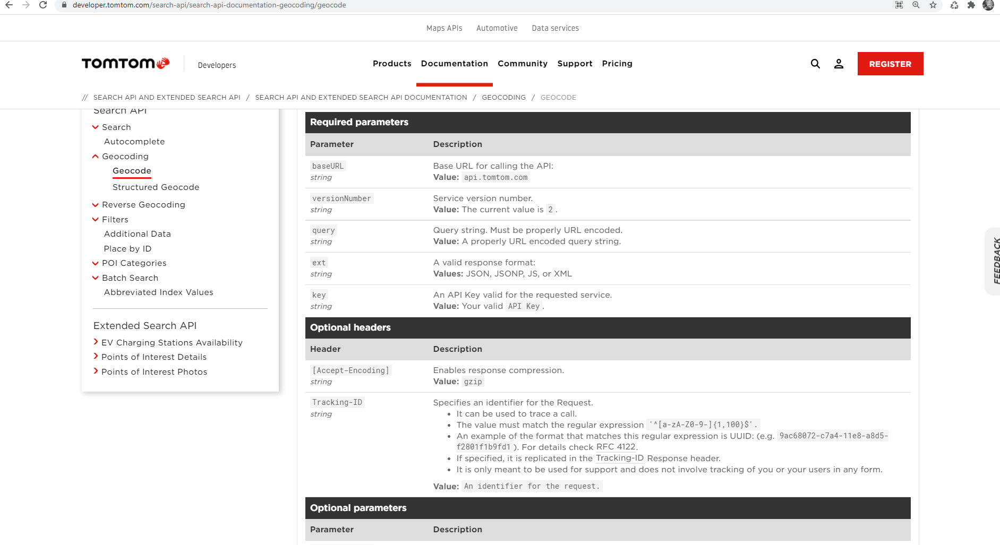 developer.tomtom.com/search-api/search-api-documentation-geocoding/geocode
Maps APIs Automotive Data services
TOMTOM Developers Products Documentation Community Support Pricing REGISTER
// SEARCH API AND EXTENDED SEARCH API / SEARCH API AND EXTENDED SEARCH API DOCUMENTATION / GEOCODING / GEOCODE
Search API
Search
Autocomplete
Geocoding
Geocode
Structured Geocode
Reverse Geocoding
Filters
Additional Data
Place by ID
POI Categories
Batch Search
Abbreviated Index Values
Extended Search API
EV Charging Stations Availability
Points of Interest Details
Points of Interest Photos
Required parameters
Parameter Description
baseURL Base URL for calling the API:
string Value: api.tomtom.com
versionNumber Service version number.
string Value: The current value is 2.
query Query string. Must be properly URL encoded.
string Value: A properly URL encoded query string.
ext A valid response format:
string Values: JSON, JSONP, JS, or XML
key An API Key valid for the requested service.
string Value: Your valid API Key.
Optional headers
Header Description
[Accept-Encoding] Enables response compression.
string Value: gzip
Tracking-ID Specifies an identifier for the Request.
string • It can be used to trace a call.
• The value must match the regular expression '^[a-zA-Z0-9-]{1,100}$'.
• An example of the format that matches this regular expression is UUID: (e.g. 9ac68072-c7a4-11e8-a8d5-
f2801f1b9fd1). For details check RFC 4122.
• If specified, it is replicated in the Tracking-ID Response header.
• It is only meant to be used for support and does not involve tracking of you or your users in any form.
Value: An identifier for the request.
Optional parameters
Parameter Description
FEEDBACK